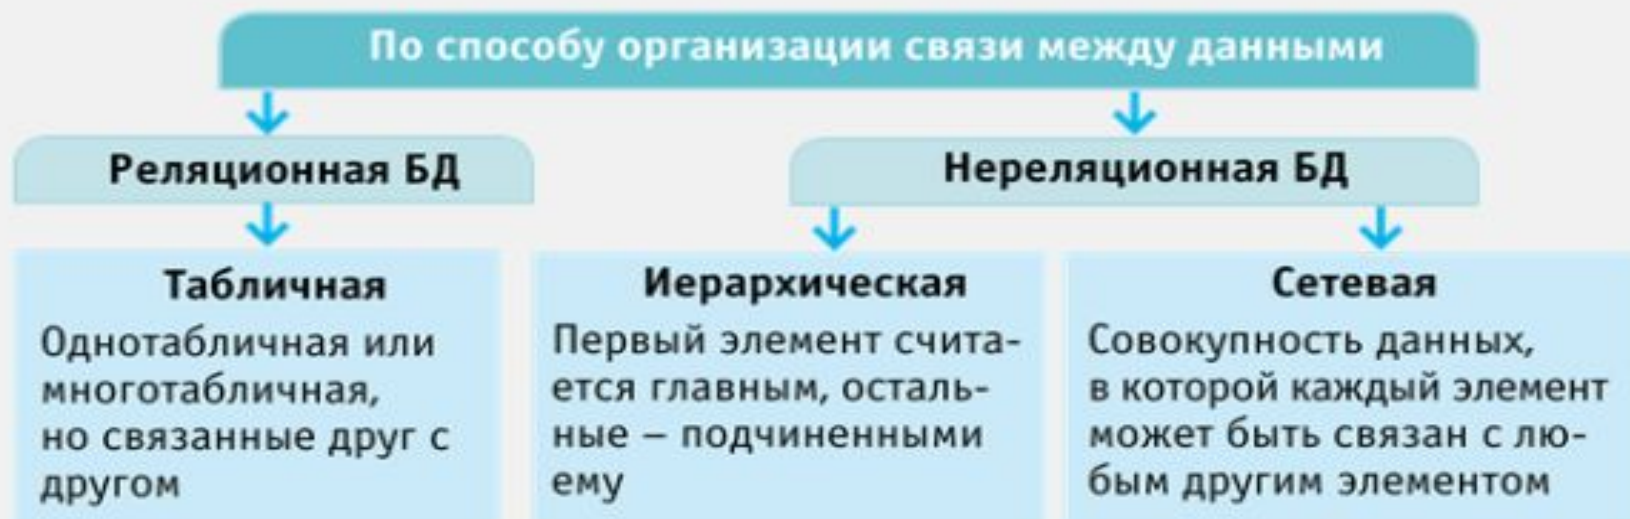 По способу организации связи между данными
Реляционная БД
Нереляционная БД
Табличная
Однотабличная или
многотабличная,
но связанные друг с
другом
Иерархическая
Первый элемент счита-
ется главным, осталь-
ные – подчиненными
ему
Сетевая
Совокупность данных,
в которой каждый элемент
может быть связан с лю-
бым другим элементом